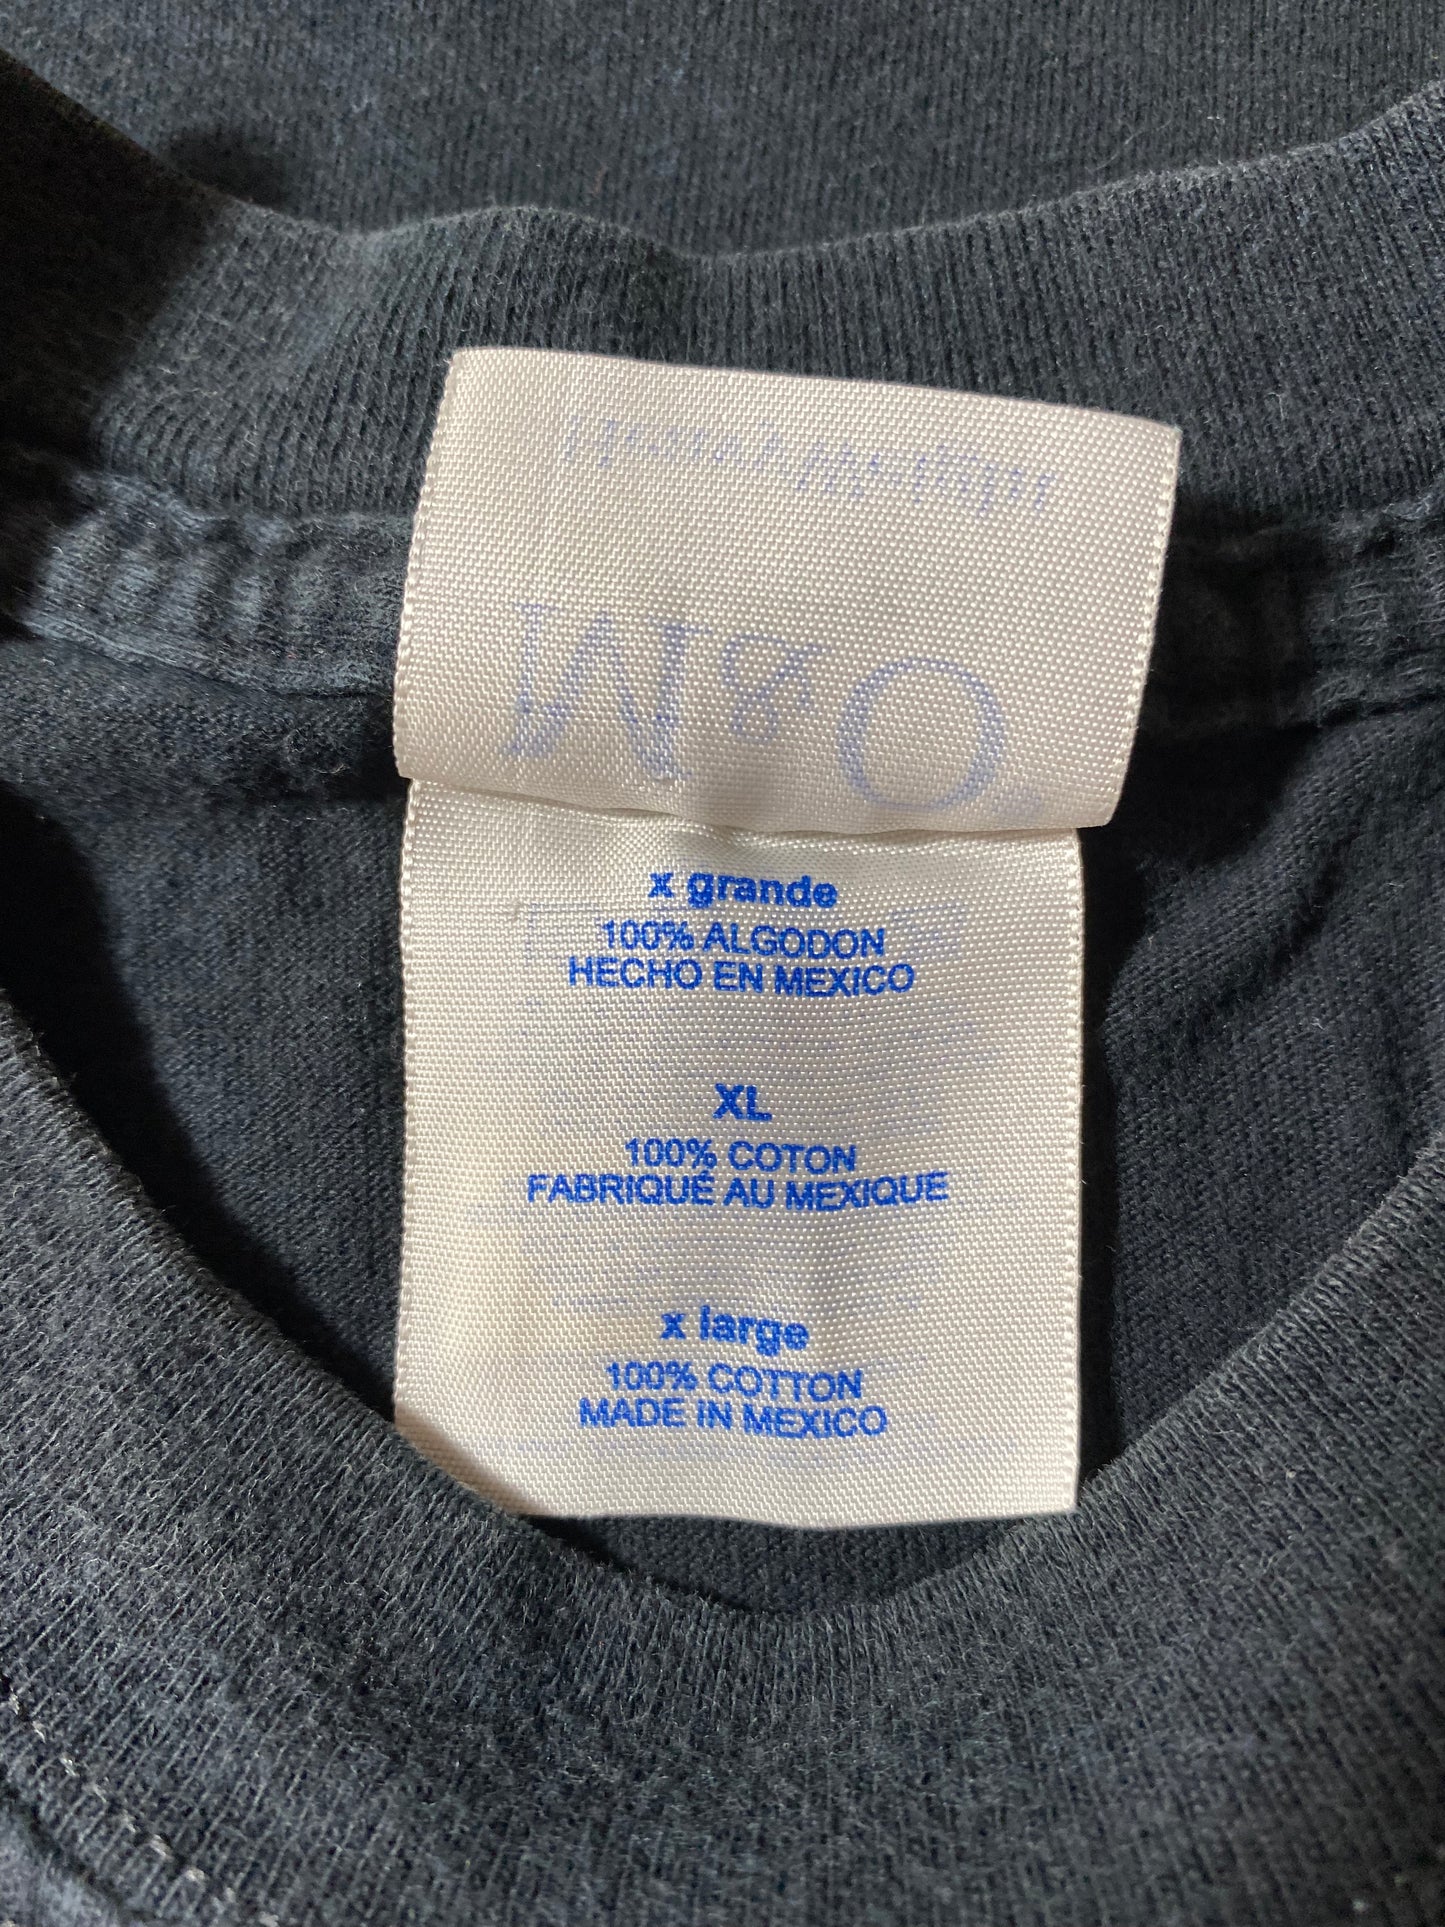 M&O.
x grande
100% ALGODON
HECHO EN MEXICO
XL
100% COTON
FABRIQUÉ AU MEXIQUE
x large
100% COTTON
MADE IN MEXICO